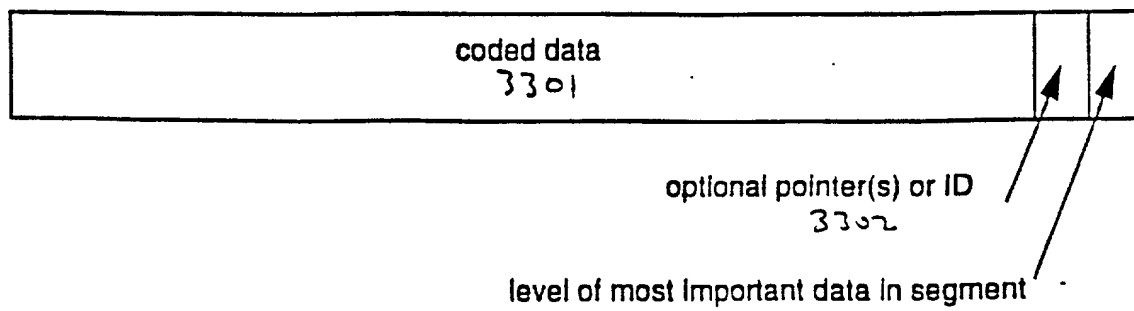 coded data
3301
optional pointer(s) or ID
3302
level of most important data in segment